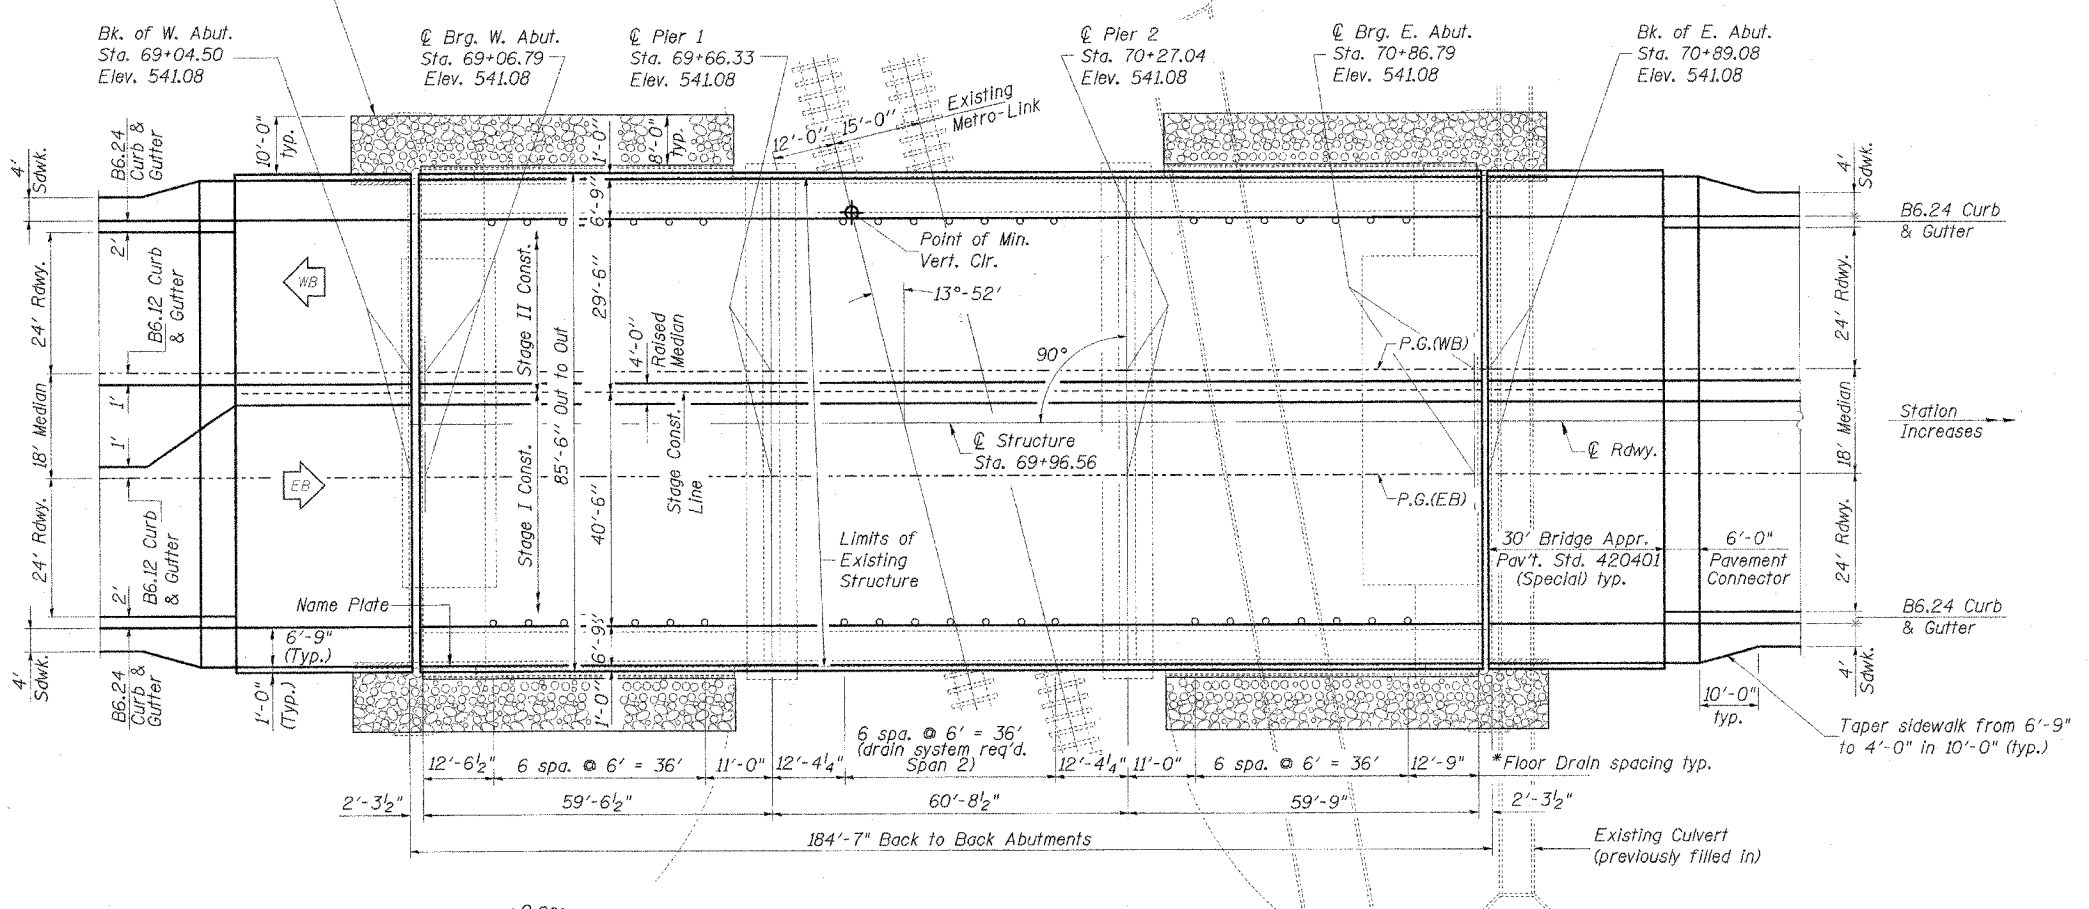 Bk. of W. Abut.
Sta. 69+04.50
Elev. 541.08
℄ Brg. W. Abut.
Sta. 69+06.79
Elev. 541.08
℄ Pier 1
Sta. 69+66.33
Elev. 541.08
℄ Pier 2
Sta. 70+27.04
Elev. 541.08
℄ Brg. E. Abut.
Sta. 70+86.79
Elev. 541.08
Bk. of E. Abut.
Sta. 70+89.08
Elev. 541.08
Existing
Metro-Link
12'-0"
15'-0"
10'-0"
typ.
1'-0"
8'-0"
typ.
4'
Sdwk.
B6.24
Curb &
Gutter
2'
B6.12 Curb
& Gutter
24' Rdwy.
18' Median
1'
1'
24' Rdwy.
2'
B6.12 Curb
& Gutter
4'
Sdwk.
B6.24
Curb &
Gutter
1'-0"
(Typ.)
6'-9"
(Typ.)
WB
EB
Name Plate
Stage II Const.
Stage I Const.
85'-6" Out to Out
6'-9"
29'-6"
40'-6"
6'-9"
1'-0"
4'-0"
Raised
Median
Stage Const.
Line
Point of Min.
Vert. Clr.
13°-52'
90°
℄ Structure
Sta. 69+96.56
Limits of
Existing
Structure
P.G.(WB)
P.G.(EB)
℄ Rdwy.
30' Bridge Appr.
Pav't. Std. 420401
(Special) typ.
6'-0"
Pavement
Connector
4'
Sdwk.
B6.24 Curb
& Gutter
24' Rdwy.
18' Median
24' Rdwy.
Station
Increases
B6.24 Curb
& Gutter
4'
Sdwk.
10'-0"
typ.
Taper sidewalk from 6'-9"
to 4'-0" in 10'-0" (typ.)
6 spa. @ 6' = 36'
(drain system req'd.
Span 2)
12'-6½"
6 spa. @ 6' = 36'
11'-0"
12'-4¼"
12'-4¼"
11'-0"
6 spa. @ 6' = 36'
12'-9"
*Floor Drain spacing typ.
2'-3½"
59'-6½"
60'-8½"
59'-9"
2'-3½"
184'-7" Back to Back Abutments
Existing Culvert
(previously filled in)